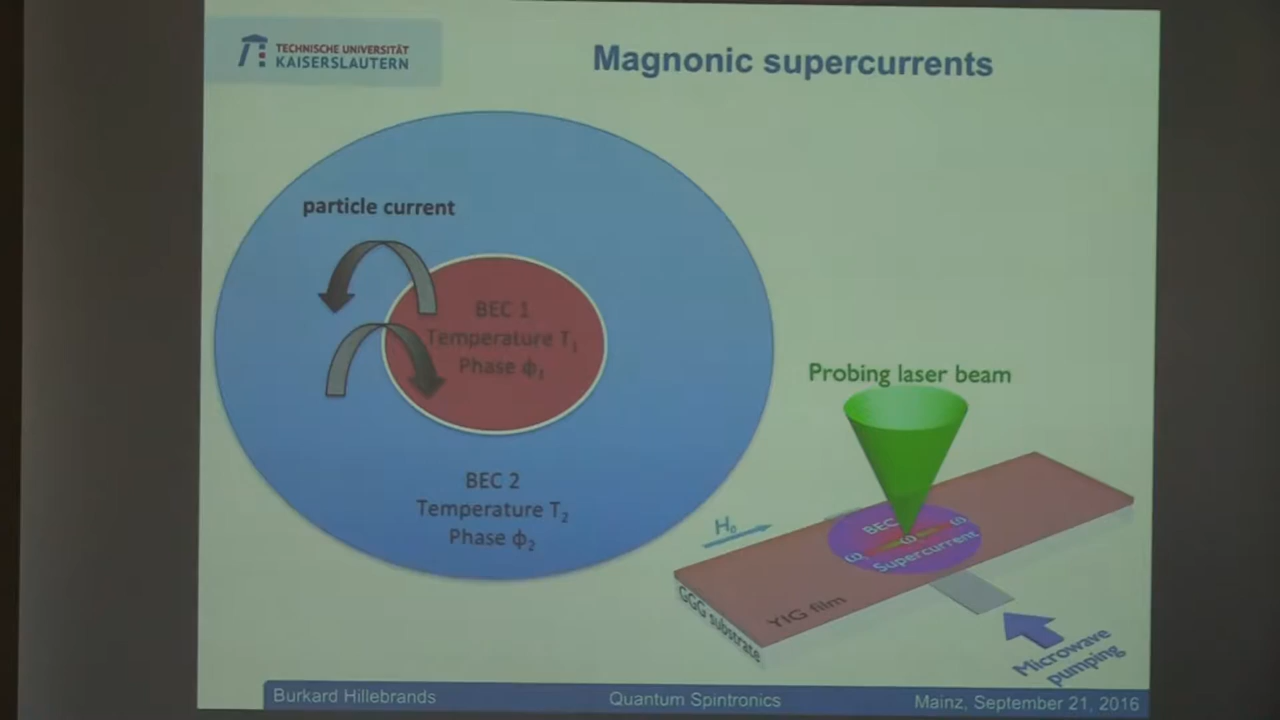 TECHNISCHE UNIVERSITÄT
KAISERSLAUTERN
Magnonic supercurrents
particle current
BEC 1
Temperature T₁
Phase ϕ₁
BEC 2
Temperature T₂
Phase ϕ₂
Probing laser beam
H₀
BEC
ω ω ω
Supercurrent
YIG film
GGG substrate
Microwave
pumping
Burkard Hillebrands
Quantum Spintronics
Mainz, September 21, 2016